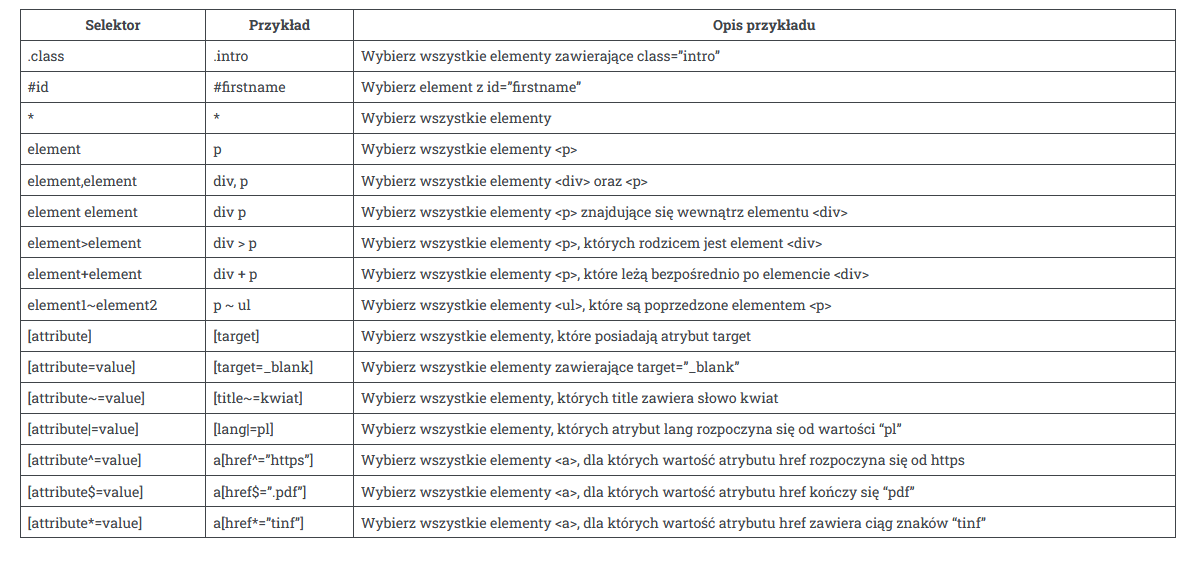 Selektor Przykład Opis przykładu
.class .intro Wybierz wszystkie elementy zawierające class=”intro”
#id #firstname Wybierz element z id=”firstname”
* * Wybierz wszystkie elementy
element p Wybierz wszystkie elementy <p>
element,element div, p Wybierz wszystkie elementy <div> oraz <p>
element element div p Wybierz wszystkie elementy <p> znajdujące się wewnątrz elementu <div>
element>element div > p Wybierz wszystkie elementy <p>, których rodzicem jest element <div>
element+element div + p Wybierz wszystkie elementy <p>, które leżą bezpośrednio po elemencie <div>
element1~element2 p ~ ul Wybierz wszystkie elementy <ul>, które są poprzedzone elementem <p>
[attribute] [target] Wybierz wszystkie elementy, które posiadają atrybut target
[attribute=value] [target=_blank] Wybierz wszystkie elementy zawierające target=”_blank”
[attribute~=value] [title~=kwiat] Wybierz wszystkie elementy, których title zawiera słowo kwiat
[attribute|=value] [lang|=pl] Wybierz wszystkie elementy, których atrybut lang rozpoczyna się od wartości “pl”
[attribute^=value] a[href^=”https”] Wybierz wszystkie elementy <a>, dla których wartość atrybutu href rozpoczyna się od https
[attribute$=value] a[href$=”.pdf”] Wybierz wszystkie elementy <a>, dla których wartość atrybutu href kończy się “pdf”
[attribute*=value] a[href*=”tinf”] Wybierz wszystkie elementy <a>, dla których wartość atrybutu href zawiera ciąg znaków “tinf”